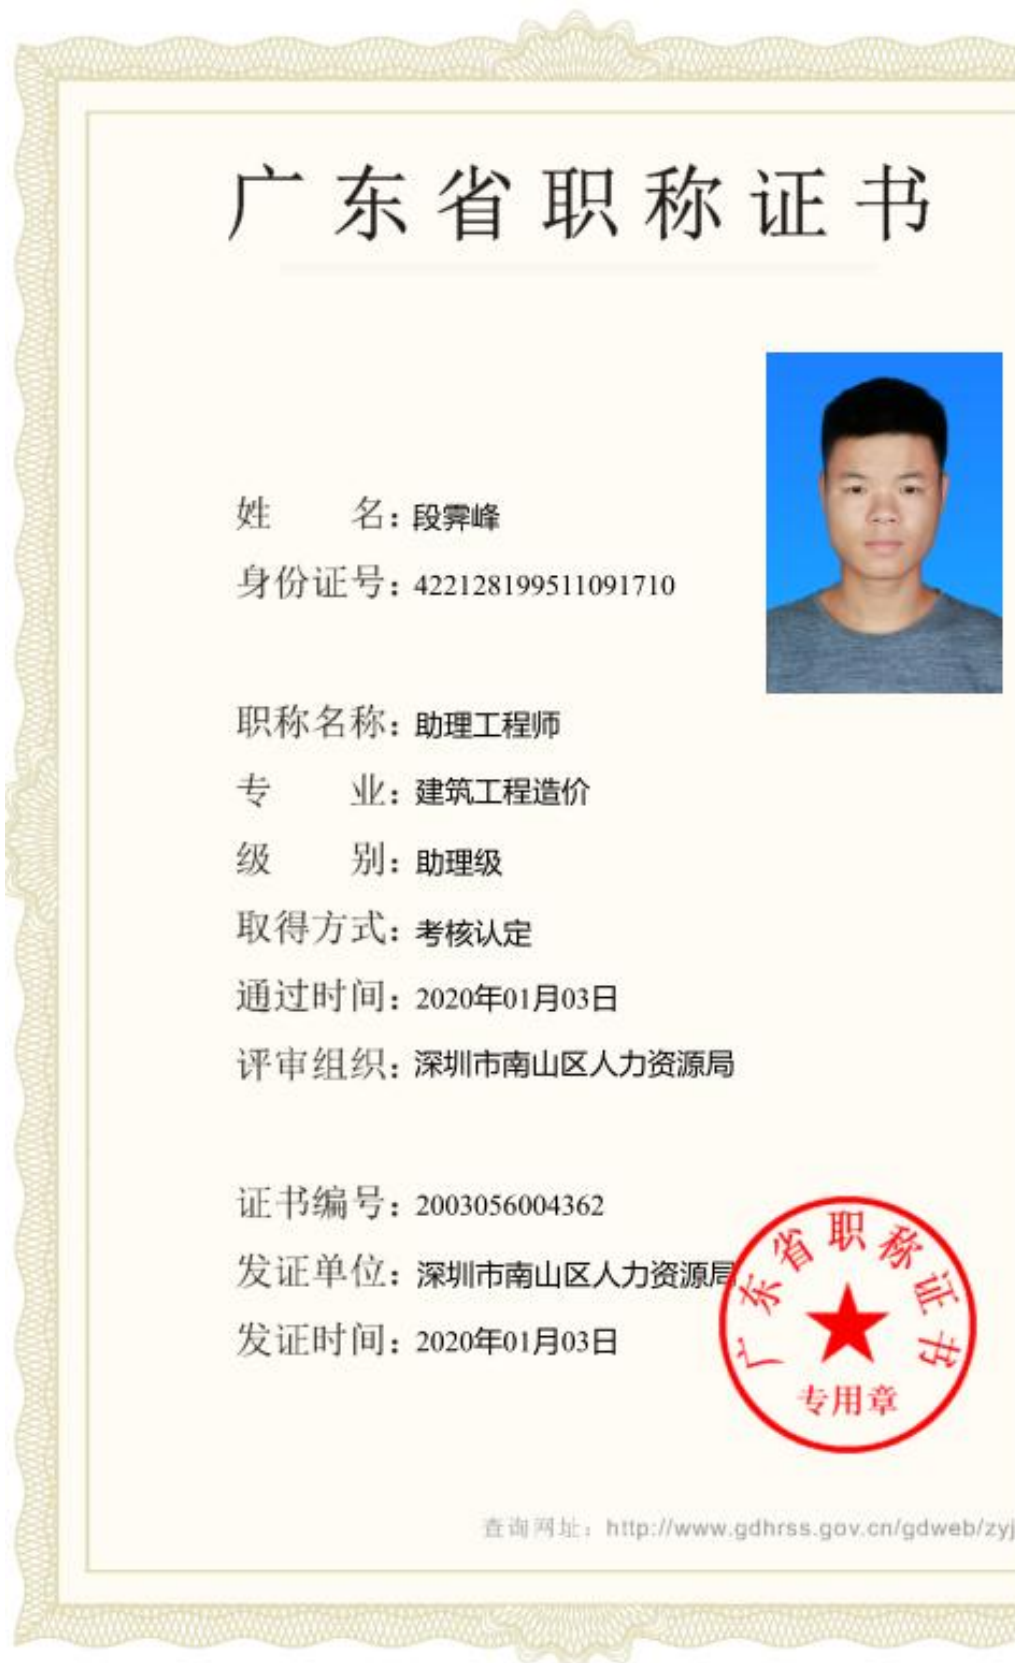 广东省职称证书
姓 名：段霁峰
身份证号：422128199511091710
职称名称：助理工程师
专 业：建筑工程造价
级 别：助理级
取得方式：考核认定
通过时间：2020年01月03日
评审组织：深圳市南山区人力资源局
证书编号：2003056004362
发证单位：深圳市南山区人力资源局
发证时间：2020年01月03日
广东省职称证书
专用章
查询网址：http://www.gdhrss.gov.cn/gdweb/zyj